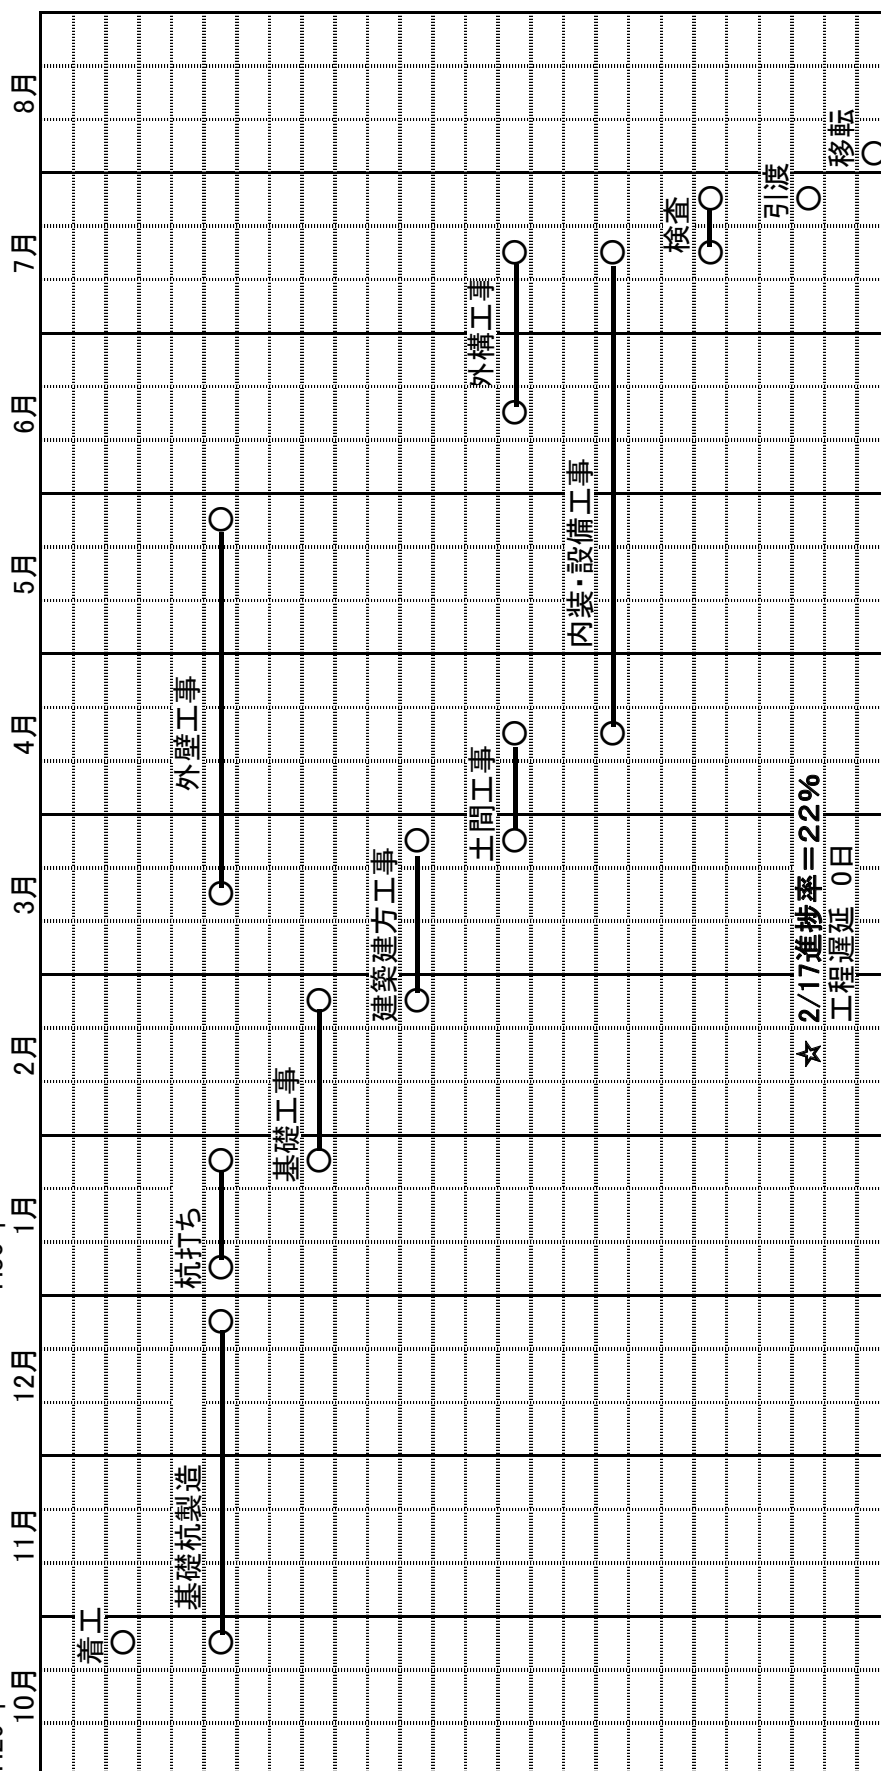 10月
11月
12月
1月
2月
3月
4月
5月
6月
7月
8月
着工
基礎杭製造
杭打ち
外壁工事
基礎工事
建築建方工事
土間工事
外構工事
内装・設備工事
検査
引渡
移転
☆ 2/17進捗率=22%
工程遅延 0日